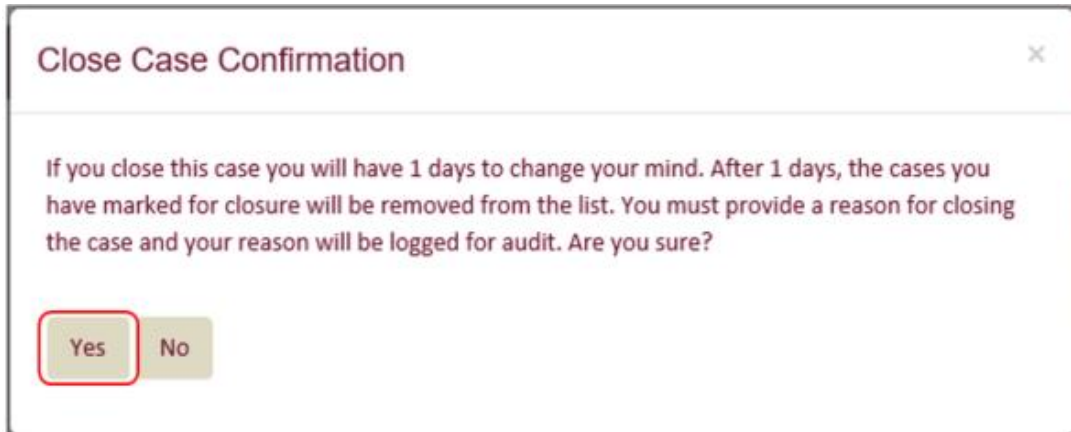 Close Case Confirmation
×
If you close this case you will have 1 days to change your mind. After 1 days, the cases you
have marked for closure will be removed from the list. You must provide a reason for closing
the case and your reason will be logged for audit. Are you sure?
Yes No